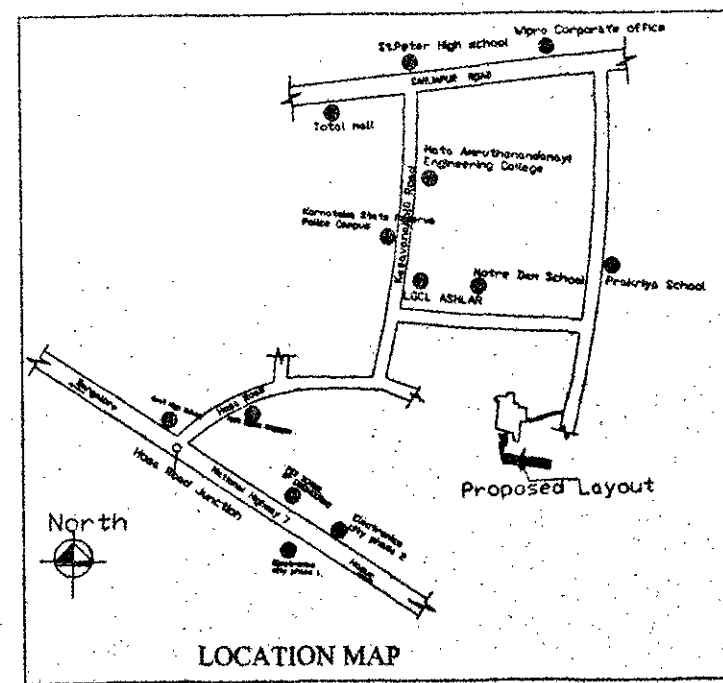 Wipro Corporate office
St.Peter High school
SARJAPUR ROAD
Total mall
Mata Amruthanandamayi
Engineering College
Kasavanahalli Road
Karnataka State Reserve
Police Campus
Notre Dam School
Prakriya School
LGCL ASHLAR
Bangalore
Hosa Road
Hosa Road Junction
National Highway 7
Proposed Layout
Electronics
city phase 2
Electronics
city phase 1.
Hosur
North
LOCATION MAP